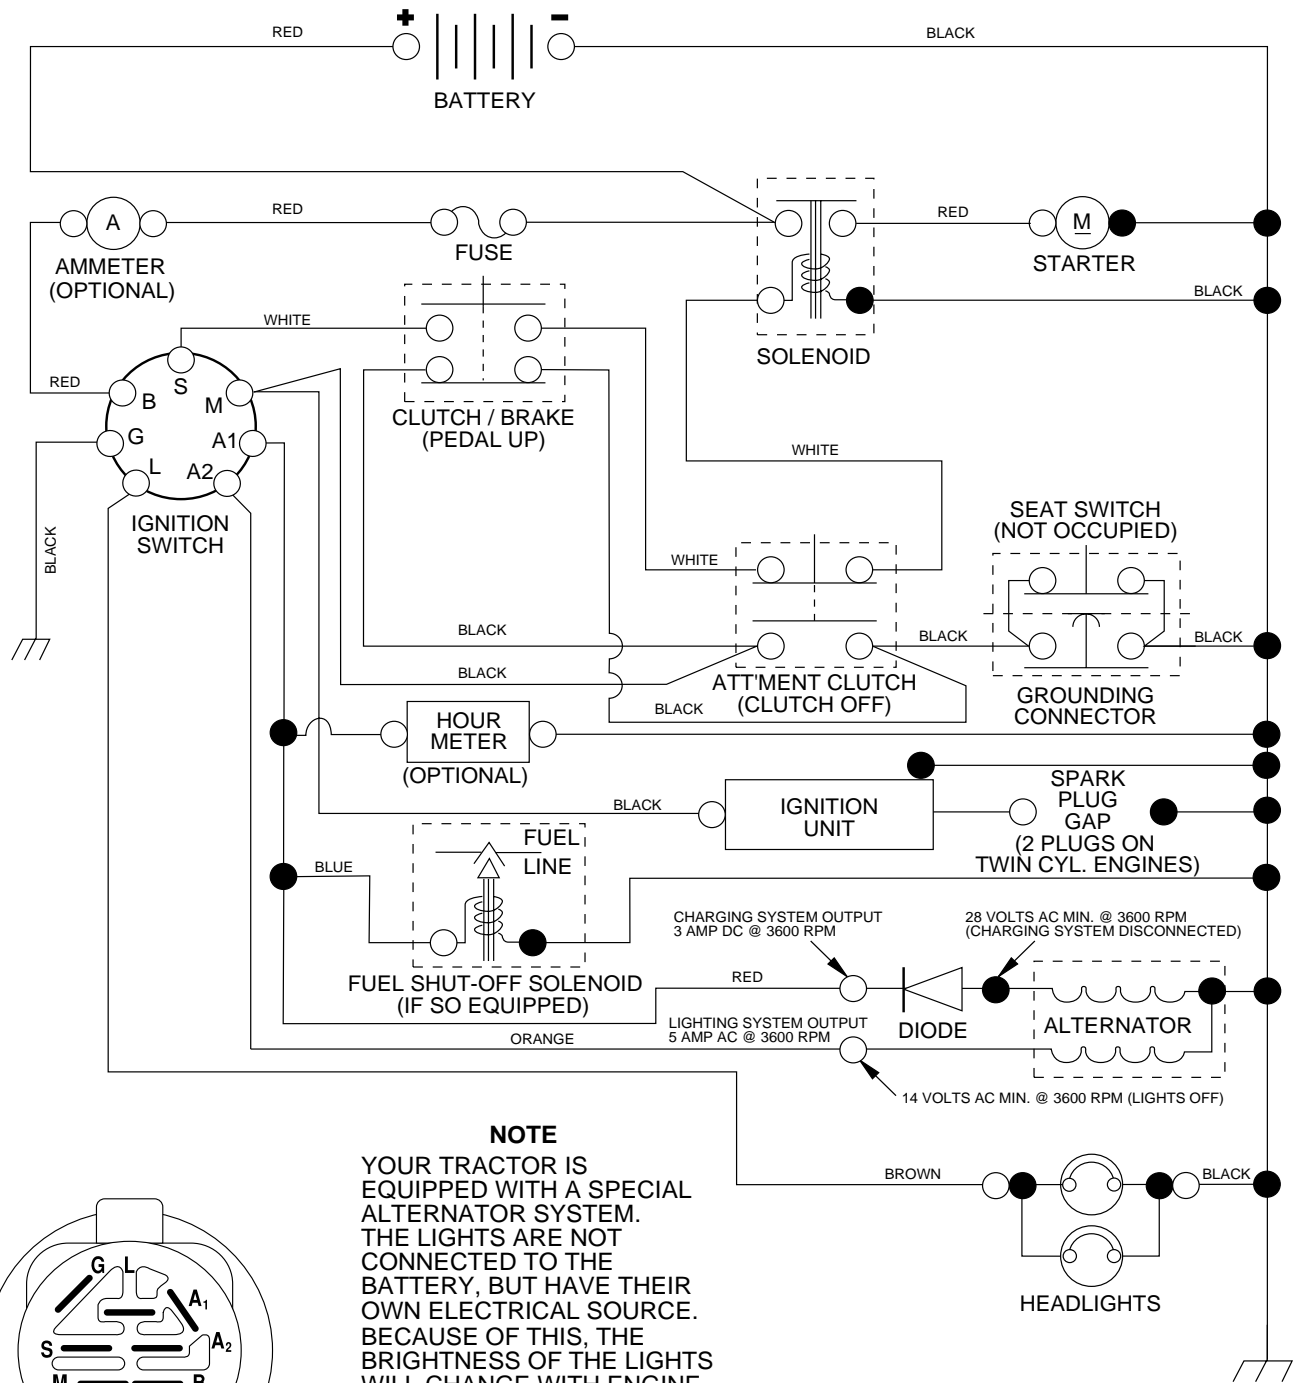 RED
+
-
BLACK
BATTERY
RED
A
AMMETER
(OPTIONAL)
FUSE
RED
M
STARTER
BLACK
SOLENOID
WHITE
RED
S
B
M
G
A1
L
A2
IGNITION
SWITCH
BLACK
CLUTCH / BRAKE
(PEDAL UP)
WHITE
SEAT SWITCH
(NOT OCCUPIED)
WHITE
BLACK
BLACK
BLACK
BLACK
BLACK
ATT'MENT CLUTCH
(CLUTCH OFF)
GROUNDING
CONNECTOR
HOUR
METER
(OPTIONAL)
BLACK
IGNITION
UNIT
SPARK
PLUG
GAP
(2 PLUGS ON
TWIN CYL. ENGINES)
BLUE
FUEL
LINE
FUEL SHUT-OFF SOLENOID
(IF SO EQUIPPED)
CHARGING SYSTEM OUTPUT
3 AMP DC @ 3600 RPM
28 VOLTS AC MIN. @ 3600 RPM
(CHARGING SYSTEM DISCONNECTED)
RED
DIODE
ALTERNATOR
ORANGE
LIGHTING SYSTEM OUTPUT
5 AMP AC @ 3600 RPM
14 VOLTS AC MIN. @ 3600 RPM (LIGHTS OFF)
BROWN
BLACK
HEADLIGHTS
NOTE
YOUR TRACTOR IS
EQUIPPED WITH A SPECIAL
ALTERNATOR SYSTEM.
THE LIGHTS ARE NOT
CONNECTED TO THE
BATTERY, BUT HAVE THEIR
OWN ELECTRICAL SOURCE.
BECAUSE OF THIS, THE
BRIGHTNESS OF THE LIGHTS
WILL CHANGE WITH ENGINE
G L
A1
A2
S
M
B